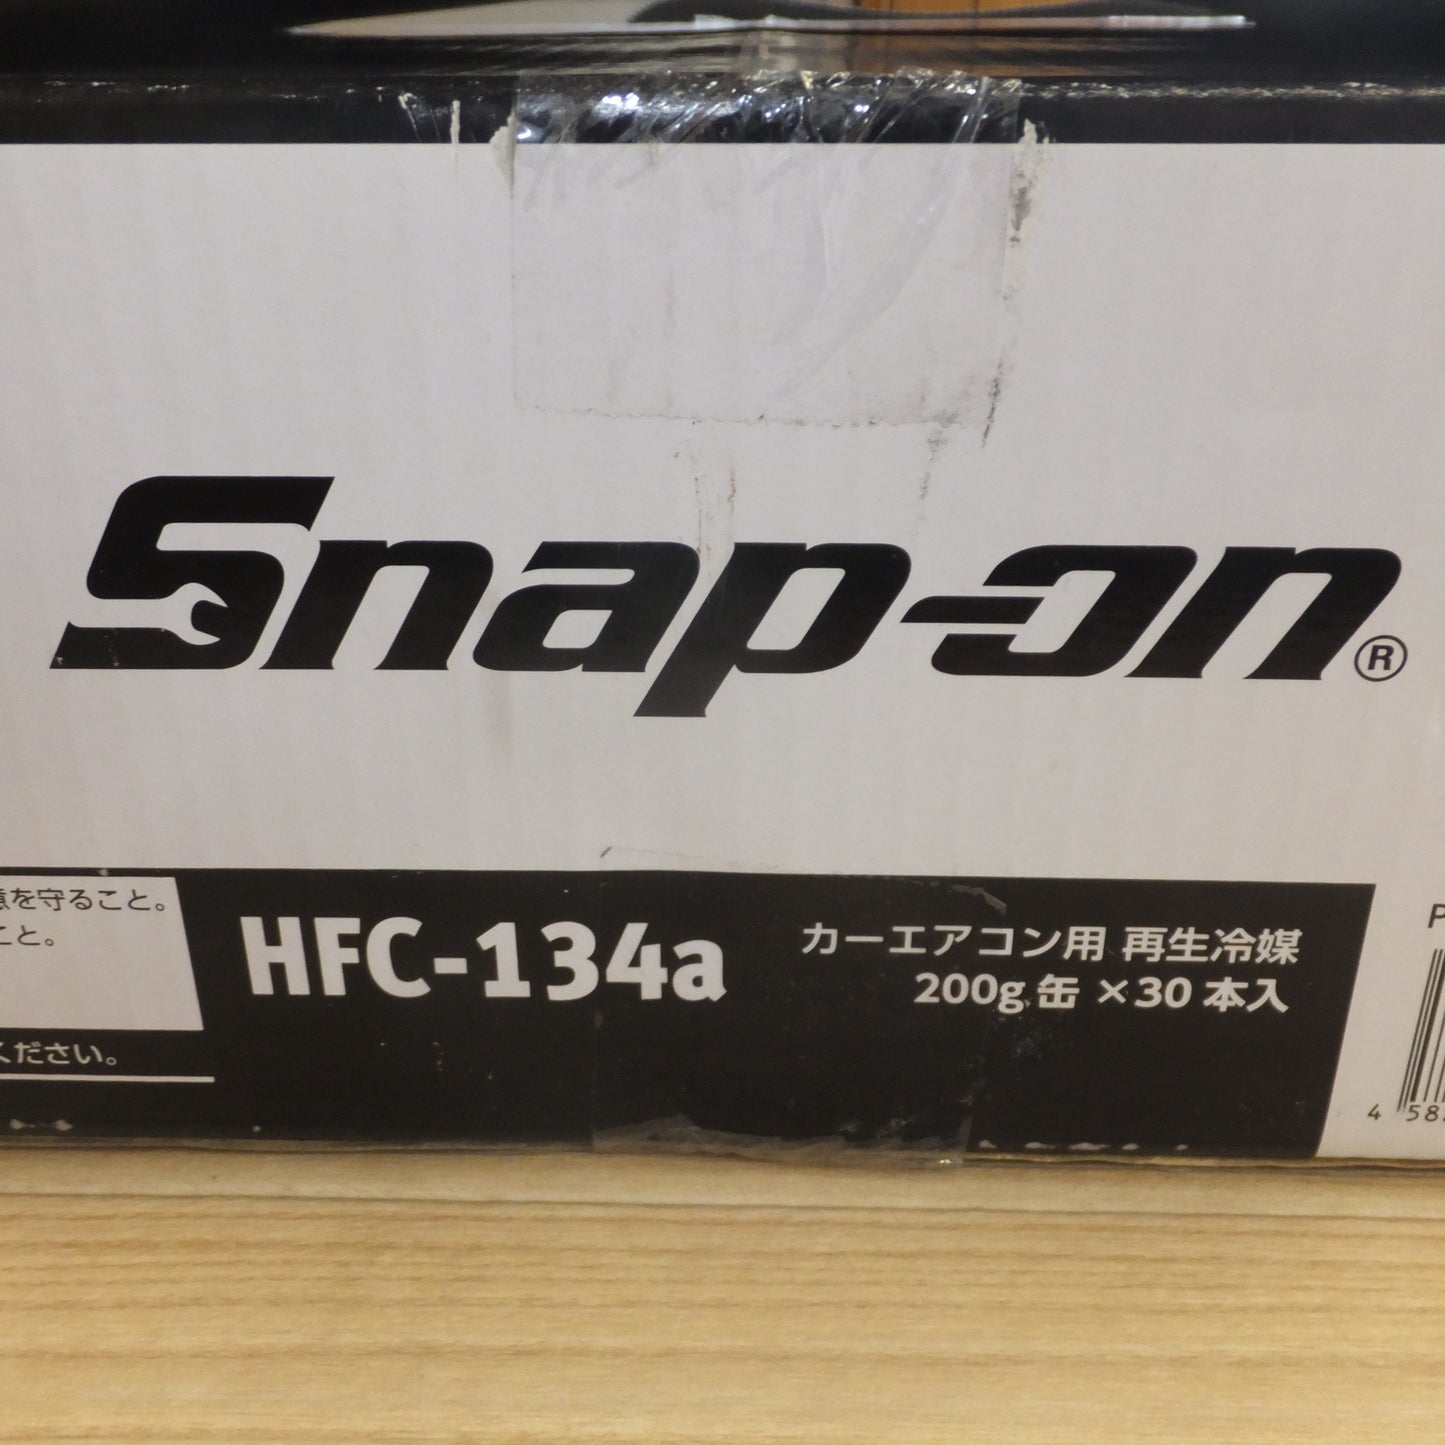 Snap-on®
を守ること。
こと。
ください。
HFC-134a
カーエアコン用 再生冷媒
200g 缶 ×30 本入
P
4 58